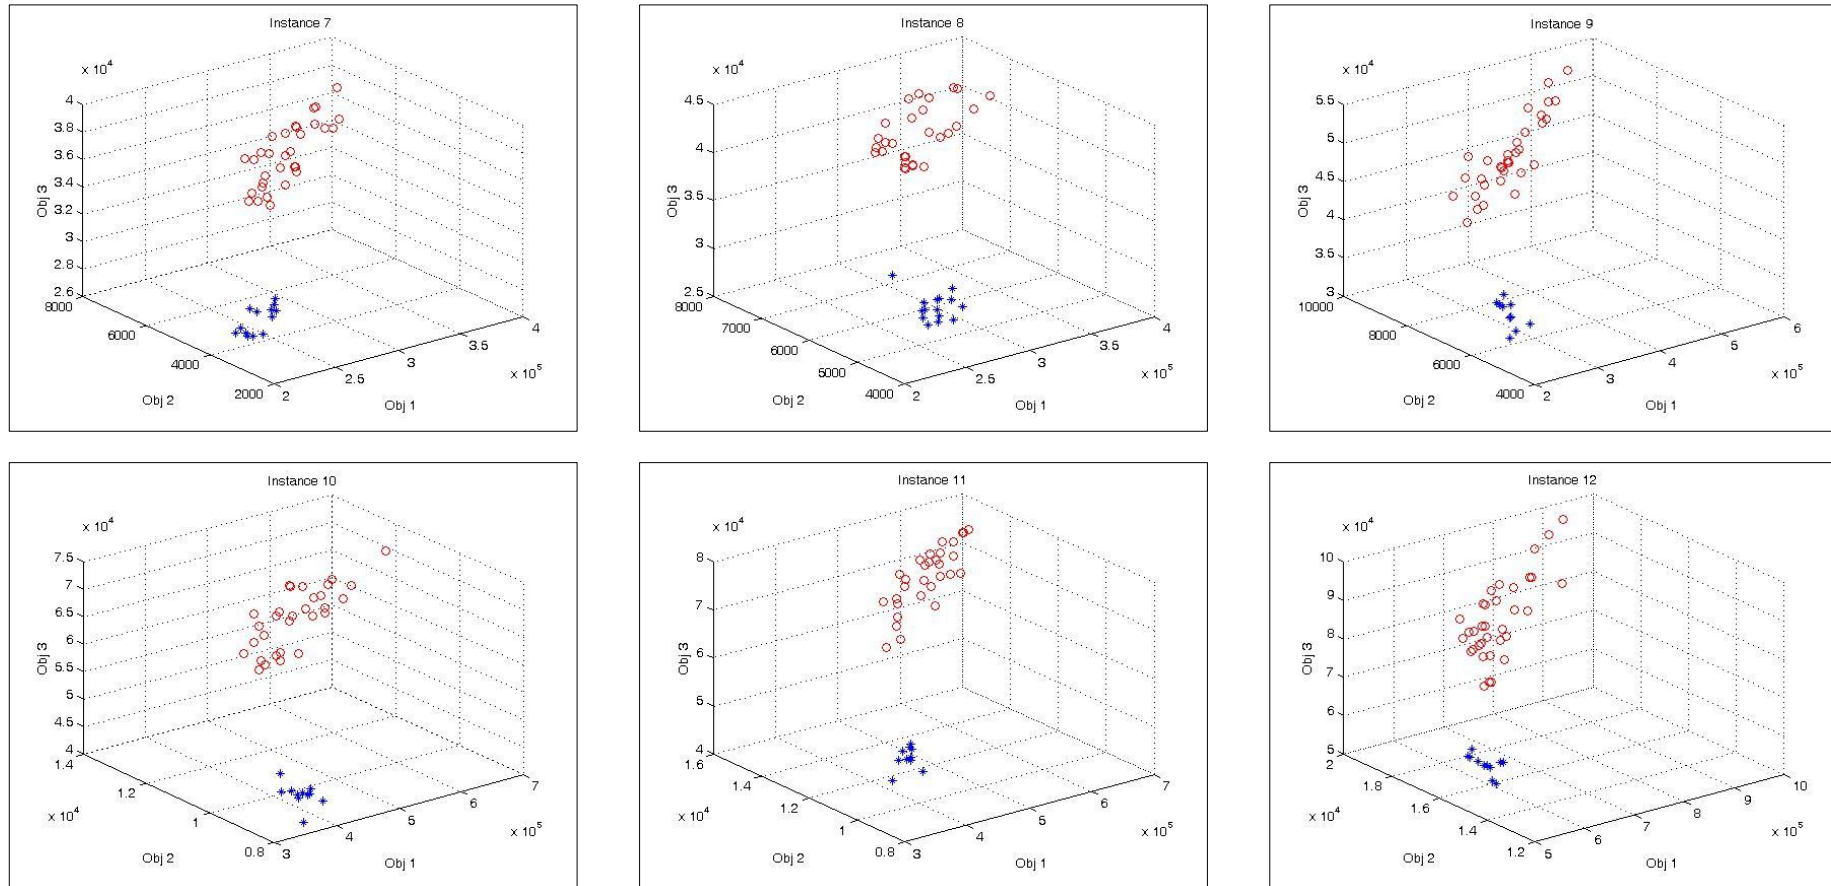 Instance 7
x 10^4
4
3.8
3.6
3.4
3.2
3
2.8
2.6
Obj 3
8000
6000
4000
2000
Obj 2
2
2.5
3
3.5
4
x 10^5
Obj 1
Instance 8
x 10^4
4.5
4
3.5
3
2.5
Obj 3
8000
7000
6000
5000
4000
Obj 2
2
2.5
3
3.5
4
x 10^5
Obj 1
Instance 9
x 10^4
5.5
5
4.5
4
3.5
3
Obj 3
10000
8000
6000
4000
Obj 2
2
3
4
5
6
x 10^5
Obj 1
Instance 10
x 10^4
7.5
7
6.5
6
5.5
5
4.5
4
Obj 3
1.4
1.2
1
0.8
x 10^4
Obj 2
3
4
5
6
7
x 10^5
Obj 1
Instance 11
x 10^4
8
7
6
5
4
Obj 3
1.6
1.4
1.2
1
0.8
x 10^4
Obj 2
3
4
5
6
7
x 10^5
Obj 1
Instance 12
x 10^4
10
9
8
7
6
5
Obj 3
2
1.8
1.6
1.4
1.2
x 10^4
Obj 2
5
6
7
8
9
10
x 10^5
Obj 1